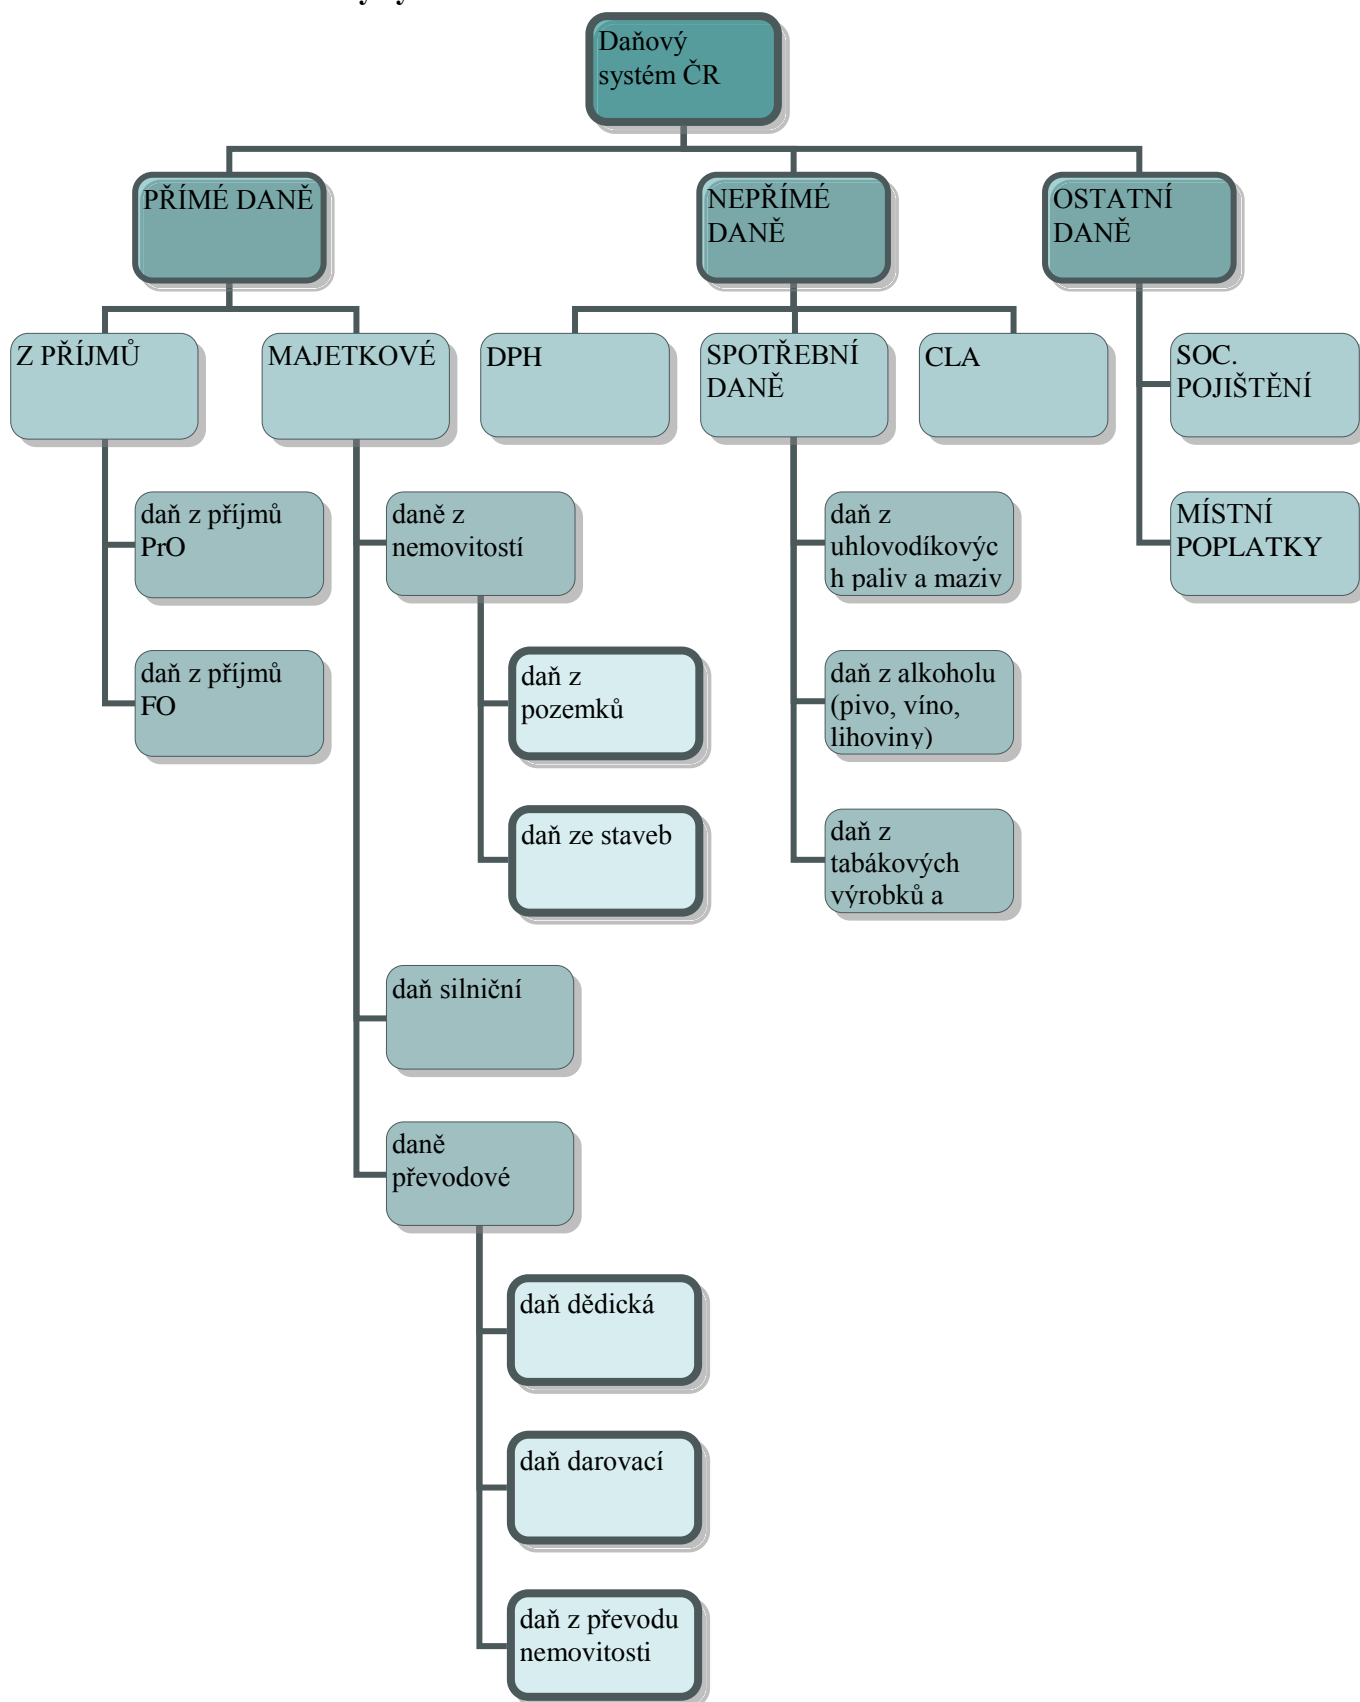 Daňový
systém ČR
PŘÍMÉ DANĚ
NEPŘÍMÉ
DANĚ
OSTATNÍ
DANĚ
Z PŘÍJMŮ
MAJETKOVÉ
DPH
SPOTŘEBNÍ
DANĚ
CLA
SOC.
POJIŠTĚNÍ
daň z příjmů
PrO
daně z
nemovitostí
daň z
uhlovodíkovýc
h paliv a maziv
MÍSTNÍ
POPLATKY
daň z příjmů
FO
daň z
pozemků
daň z alkoholu
(pivo, víno,
lihoviny)
daň ze staveb
daň z
tabákových
výrobků a
daň silniční
daně
převodové
daň dědická
daň darovací
daň z převodu
nemovitosti